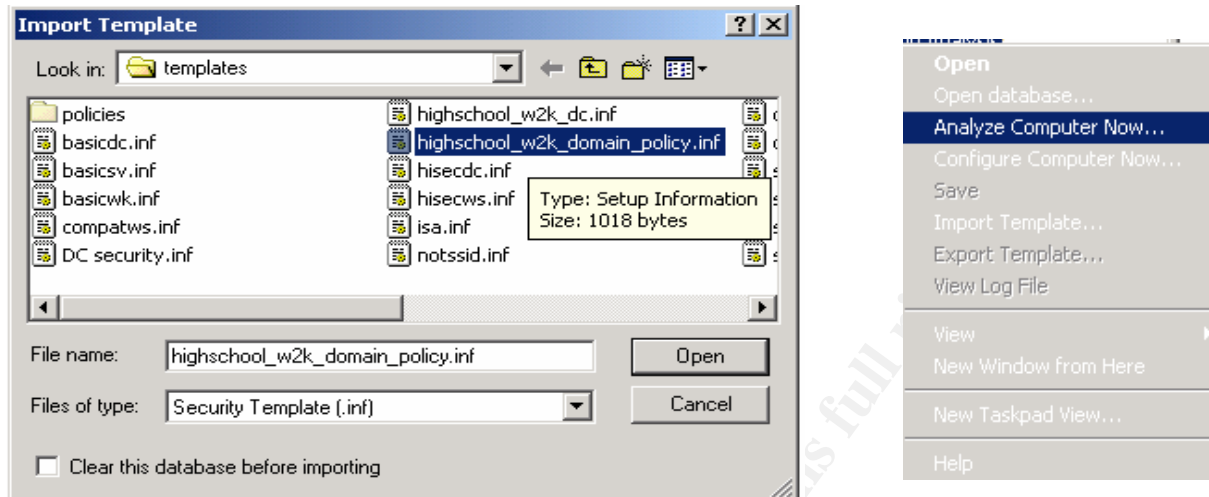 Import Template
Look in: templates
policies
basicdc.inf
basicsv.inf
basicwk.inf
compatws.inf
DC security.inf
highschool_w2k_dc.inf
highschool_w2k_domain_policy.inf
hisecdc.inf
hisecws.inf
isa.inf
notssid.inf
Type: Setup Information
Size: 1018 bytes
File name: highschool_w2k_domain_policy.inf Open
Files of type: Security Template (.inf) Cancel
Clear this database before importing
Open
Open database...
Analyze Computer Now...
Configure Computer Now...
Save
Import Template...
Export Template...
View Log File
View
New Window from Here
New Taskpad View...
Help